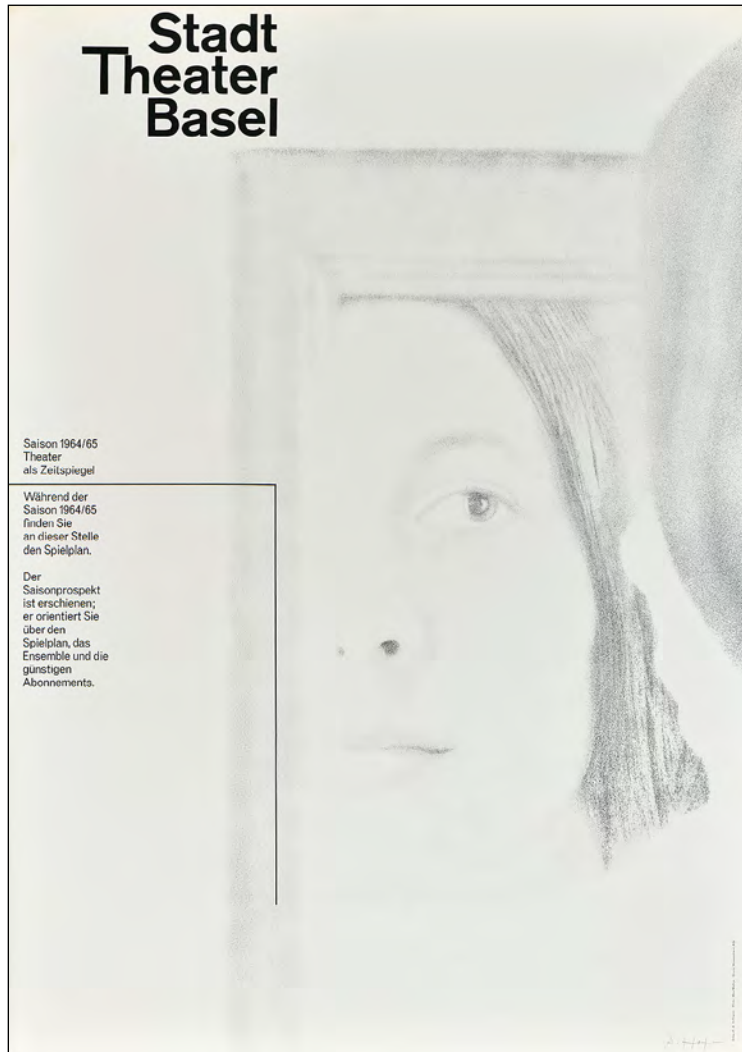 Stadt
Theater
Basel
Saison 1964/65
Theater
als Zeitspiegel
Während der
Saison 1964/65
finden Sie
an dieser Stelle
den Spielplan.
Der
Saisonprospekt
ist erschienen;
er orientiert Sie
über den
Spielplan, das
Ensemble und die
günstigen
Abonnements.